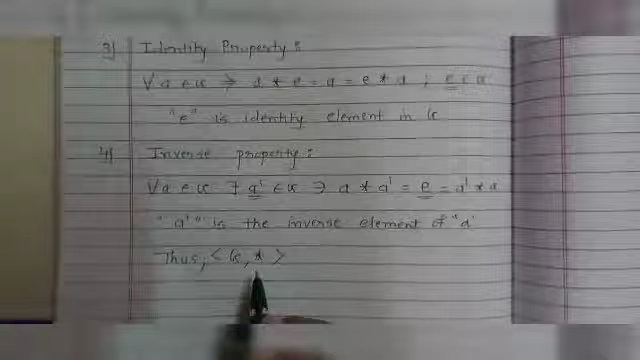 3) Identity Property :
∀ a ∈ G ∋ a * e = a = e * a ; e ∈ G
"e" is identity element in G
4) Inverse property :
∀ a ∈ G ∃ a' ∈ G ∋ a * a' = e = a' * a
" a' " is the inverse element of "a'
Thus, < G, * >